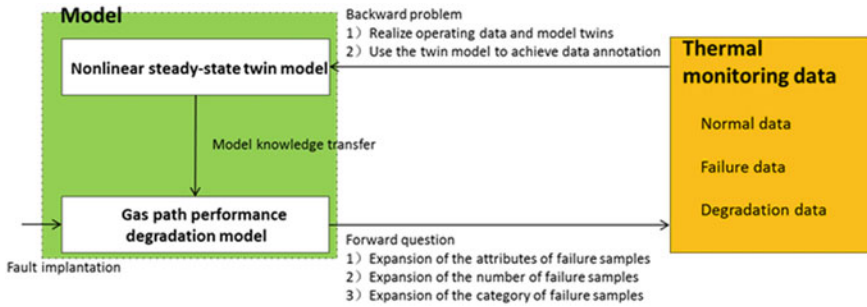 Model
Nonlinear steady-state twin model
Model knowledge transfer
Gas path performance
degradation model
Fault implantation
Backward problem
1）Realize operating data and model twins
2）Use the twin model to achieve data annotation
Forward question
1）Expansion of the attributes of failure samples
2）Expansion of the number of failure samples
3）Expansion of the category of failure samples
Thermal
monitoring data
Normal data
Failure data
Degradation data